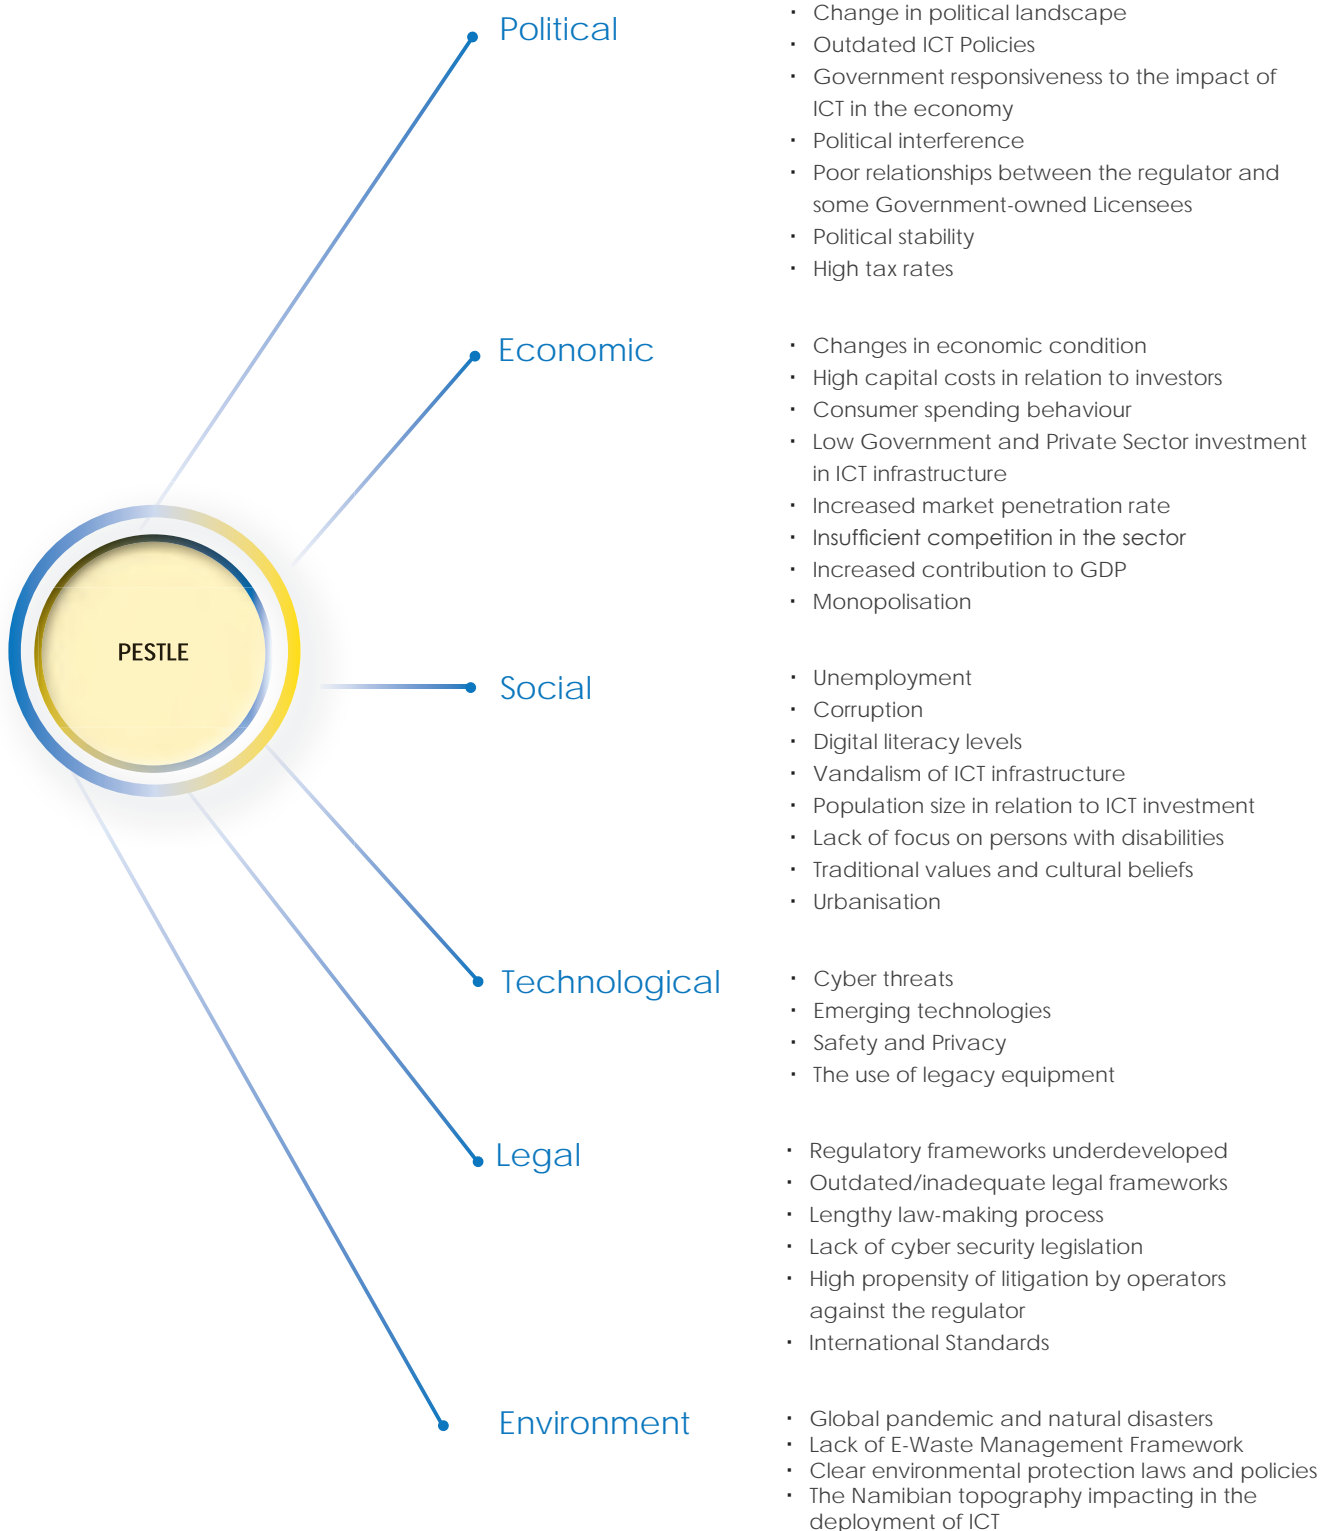 Political
· Change in political landscape
· Outdated ICT Policies
· Government responsiveness to the impact of
ICT in the economy
· Political interference
· Poor relationships between the regulator and
some Government-owned Licensees
· Political stability
· High tax rates
Economic
· Changes in economic condition
· High capital costs in relation to investors
· Consumer spending behaviour
· Low Government and Private Sector investment
in ICT infrastructure
· Increased market penetration rate
· Insufficient competition in the sector
· Increased contribution to GDP
· Monopolisation
PESTLE
Social
· Unemployment
· Corruption
· Digital literacy levels
· Vandalism of ICT infrastructure
· Population size in relation to ICT investment
· Lack of focus on persons with disabilities
· Traditional values and cultural beliefs
· Urbanisation
Technological
· Cyber threats
· Emerging technologies
· Safety and Privacy
· The use of legacy equipment
Legal
· Regulatory frameworks underdeveloped
· Outdated/inadequate legal frameworks
· Lengthy law-making process
· Lack of cyber security legislation
· High propensity of litigation by operators
against the regulator
· International Standards
Environment
· Global pandemic and natural disasters
· Lack of E-Waste Management Framework
· Clear environmental protection laws and policies
· The Namibian topography impacting in the
deployment of ICT